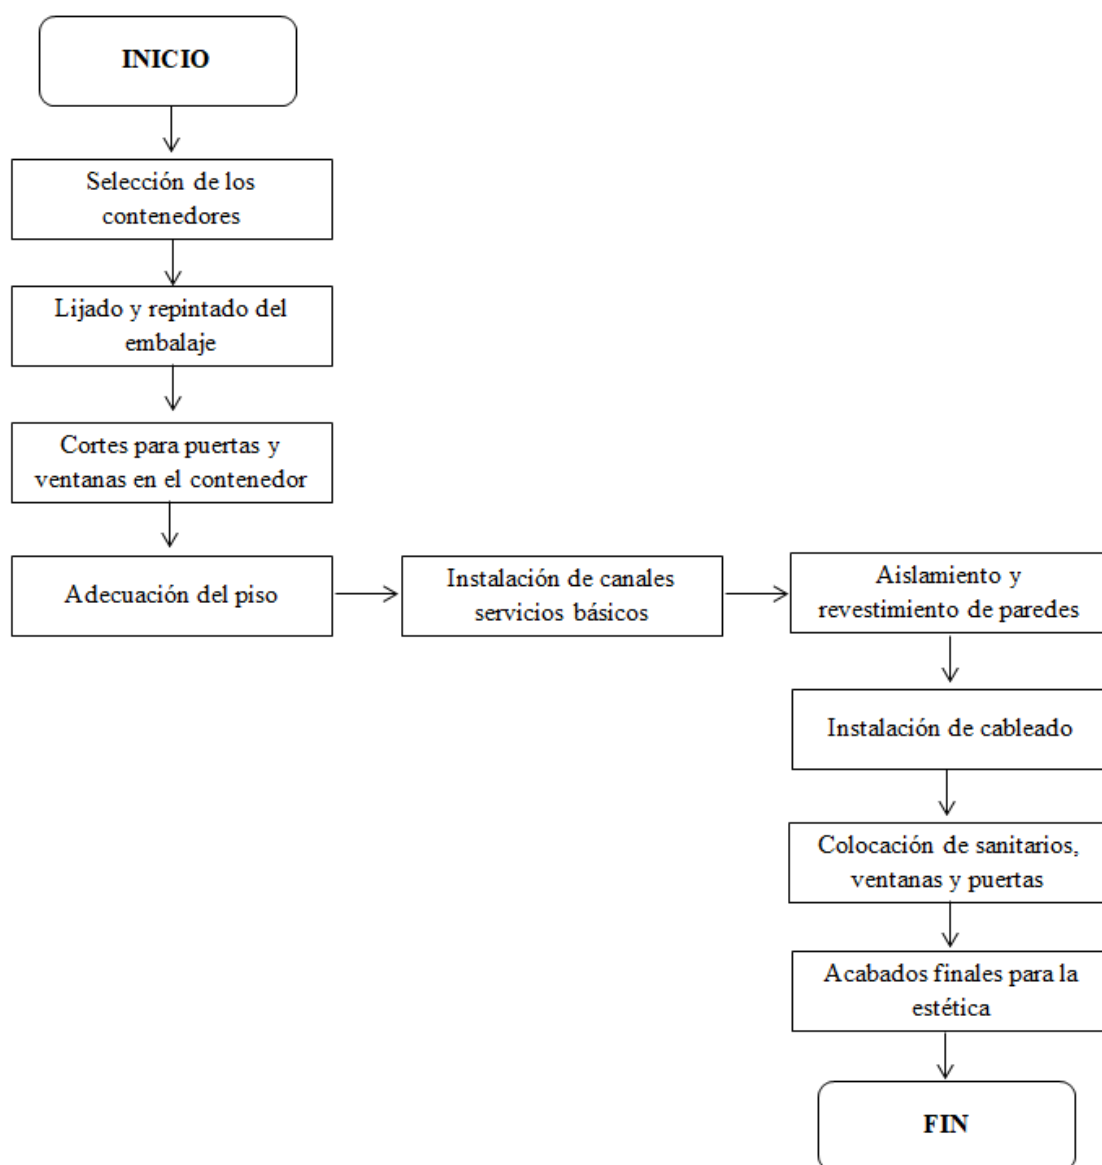 INICIO
Selección de los
contenedores
Lijado y repintado del
embalaje
Cortes para puertas y
ventanas en el contenedor
Adecuación del piso
Instalación de canales
servicios básicos
Aislamiento y
revestimiento de paredes
Instalación de cableado
Colocación de sanitarios,
ventanas y puertas
Acabados finales para la
estética
FIN